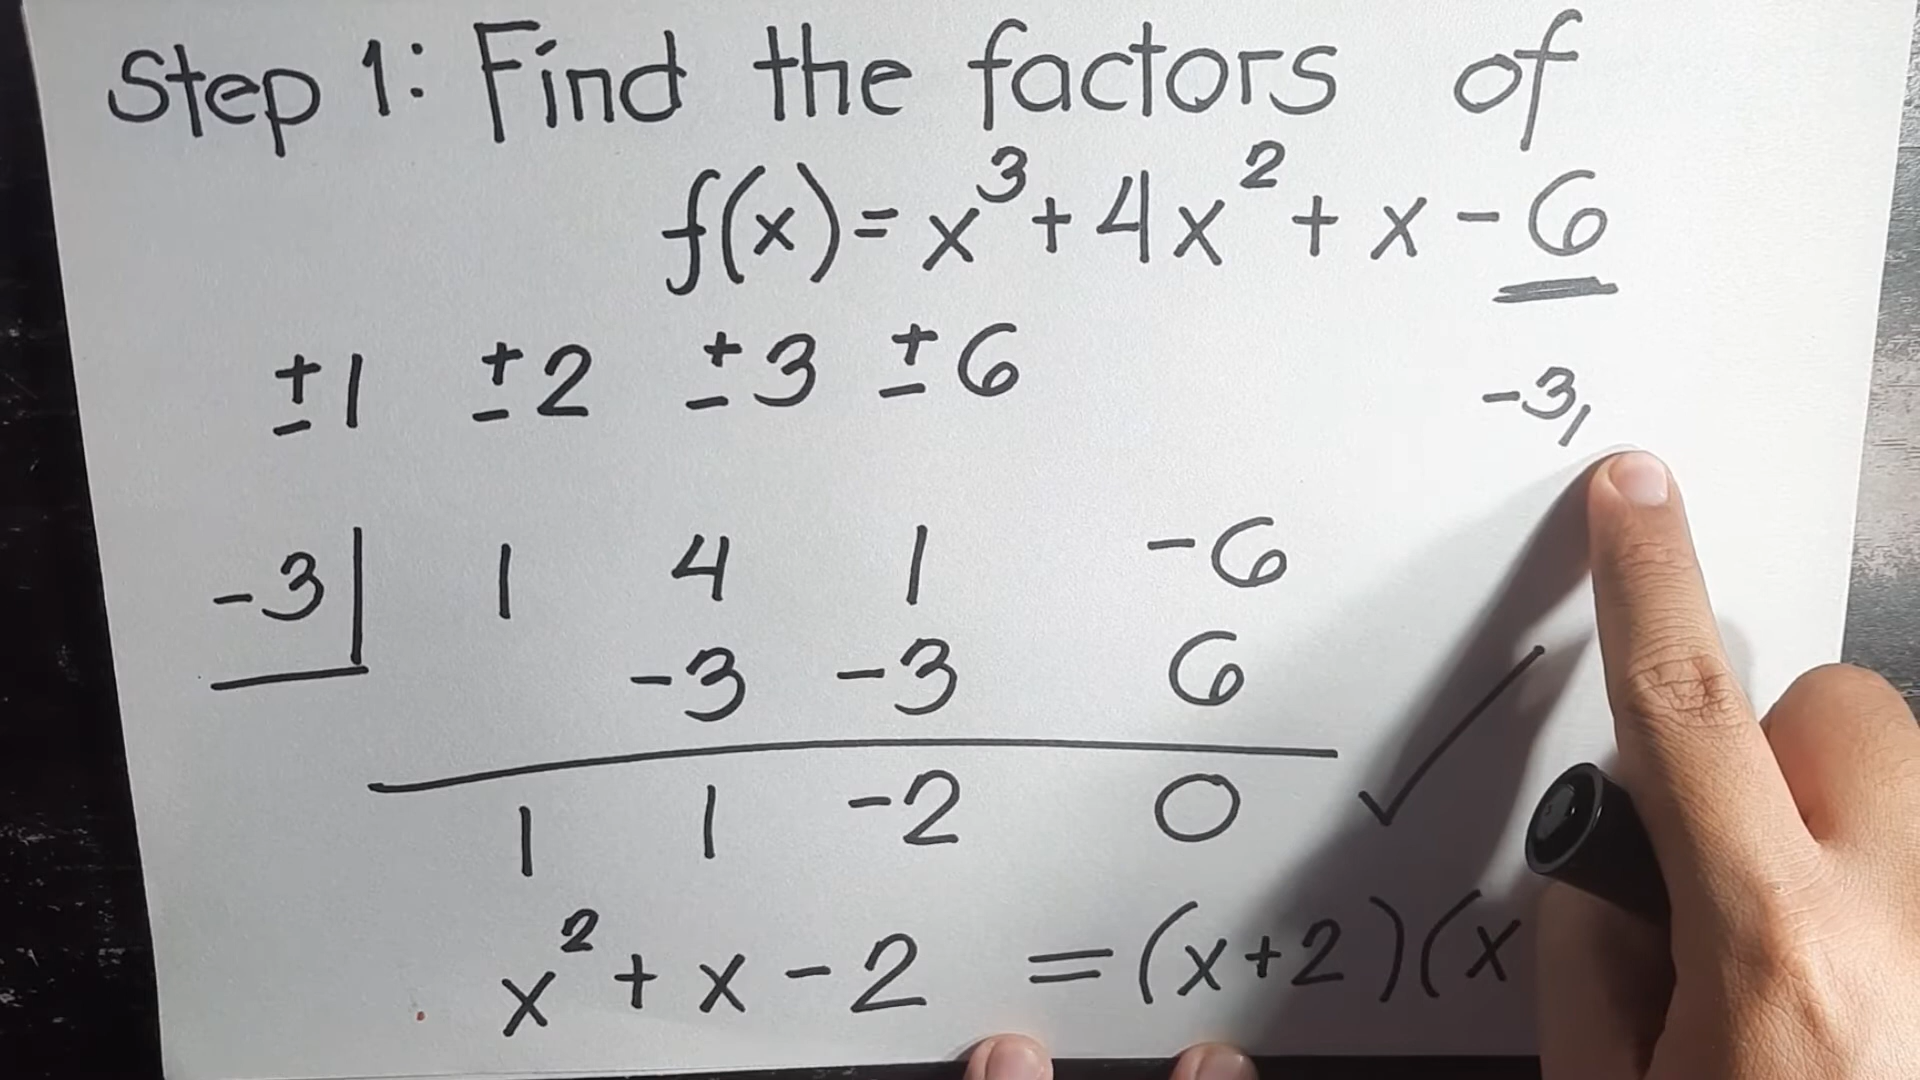 Step 1: Find the factors of
f(x) = x³ + 4x² + x - 6
±1 ±2 ±3 ±6
-3,
-3| 1 4 1 -6
-3 -3 6
1 1 -2 0 ✓
x² + x - 2 = (x+2)(x